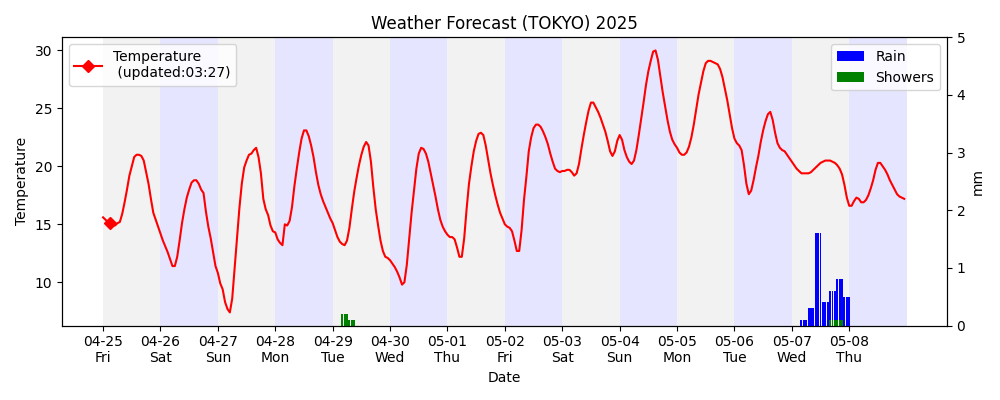 Weather Forecast (TOKYO) 2025
Temperature
(updated:03:27)
Rain
Showers
Temperature
30
25
20
15
10
5
4
3
2
1
0
mm
04-25 04-26 04-27 04-28 04-29 04-30 05-01 05-02 05-03 05-04 05-05 05-06 05-07 05-08
Fri Sat Sun Mon Tue Wed Thu Fri Sat Sun Mon Tue Wed Thu
Date